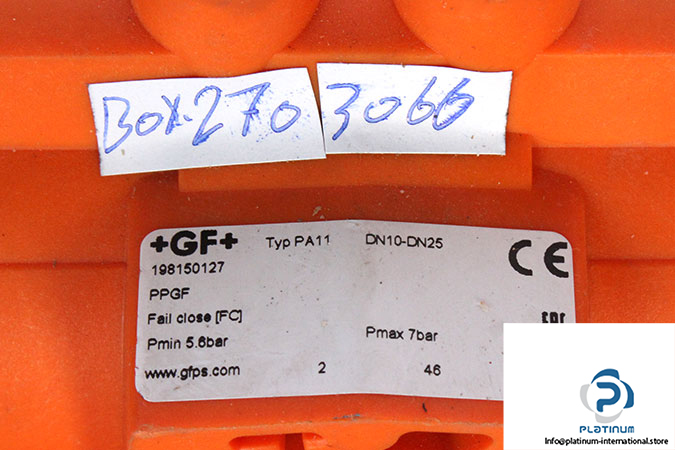 BOX.270 3066
+GF+ Typ PA11 DN10-DN25 CE
198150127
PPGF
Fail close [FC]
Pmin 5.6bar Pmax 7bar
www.gfps.com 2 46
PLATINUM
Info@platinum-international.store